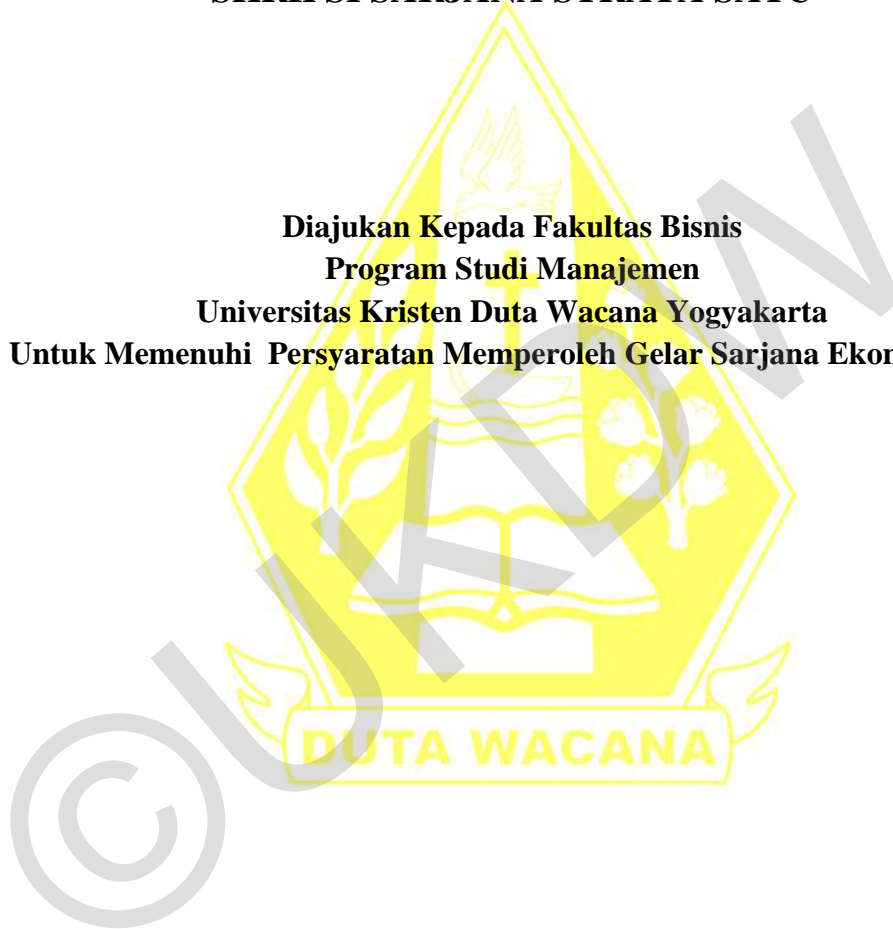 Diajukan Kepada Fakultas Bisnis
Program Studi Manajemen
Universitas Kristen Duta Wacana Yogyakarta
Untuk Memenuhi Persyaratan Memperoleh Gelar Sarjana
DUTA WACANA
©UKDW